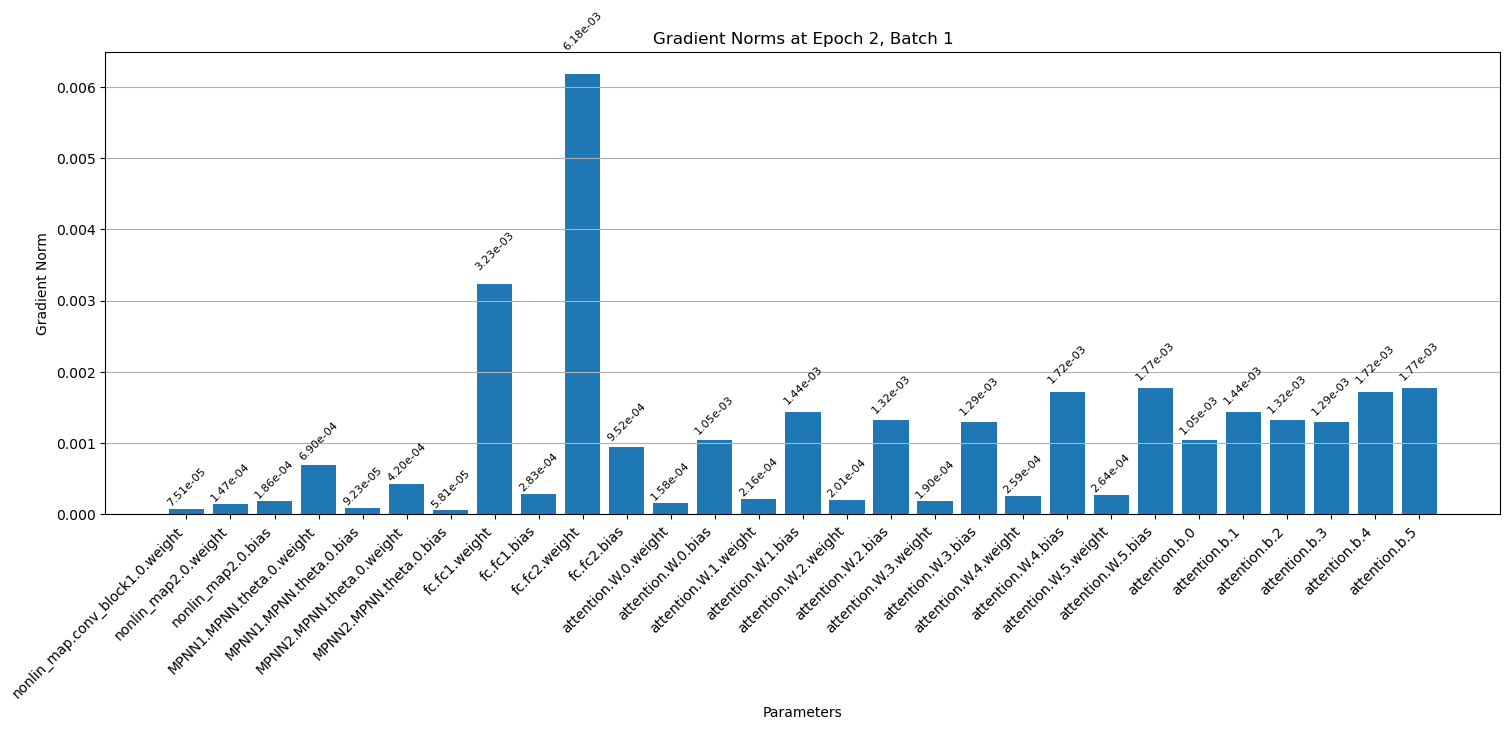 Gradient Norms at Epoch 2, Batch 1
Gradient Norm
0.006
0.005
0.004
0.003
0.002
0.001
0.000
7.51e-05
1.47e-04
1.86e-04
6.90e-04
9.23e-05
4.20e-04
5.81e-05
3.23e-03
2.83e-04
6.18e-03
9.52e-04
1.58e-04
1.05e-03
2.16e-04
1.44e-03
2.01e-04
1.32e-03
1.90e-04
1.29e-03
2.59e-04
1.72e-03
2.64e-04
1.77e-03
1.05e-03
1.44e-03
1.32e-03
1.29e-03
1.72e-03
1.77e-03
nonlin_map.conv_block1.0.weight
nonlin_map2.0.weight
nonlin_map2.0.bias
MPNN1.MPNN.theta.0.weight
MPNN1.MPNN.theta.0.bias
MPNN2.MPNN.theta.0.weight
MPNN2.MPNN.theta.0.bias
fc.fc1.weight
fc.fc1.bias
fc.fc2.weight
fc.fc2.bias
attention.W.0.weight
attention.W.0.bias
attention.W.1.weight
attention.W.1.bias
attention.W.2.weight
attention.W.2.bias
attention.W.3.weight
attention.W.3.bias
attention.W.4.weight
attention.W.4.bias
attention.W.5.weight
attention.W.5.bias
attention.b.0
attention.b.1
attention.b.2
attention.b.3
attention.b.4
attention.b.5
Parameters